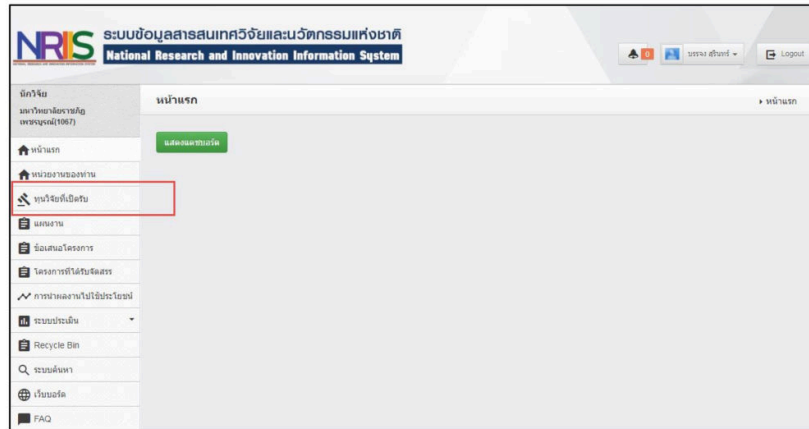 NRIS
ระบบข้อมูลสารสนเทศวิจัยและนวัตกรรมแห่งชาติ
National Research and Innovation Information System
0
Logout
นักวิจัย
มหาวิทยาลัยราชภัฏ
เพชรบูรณ์(1067)
หน้าแรก
หน้าแรก
แสดงแดชบอร์ด
หน้าแรก
หน่วยงานของท่าน
ทุนวิจัยที่เปิดรับ
แผนงาน
ข้อเสนอโครงการ
โครงการที่ได้รับจัดสรร
การนำผลงานไปใช้ประโยชน์
ระบบประเมิน
Recycle Bin
ระบบค้นหา
เว็บบอร์ด
FAQ